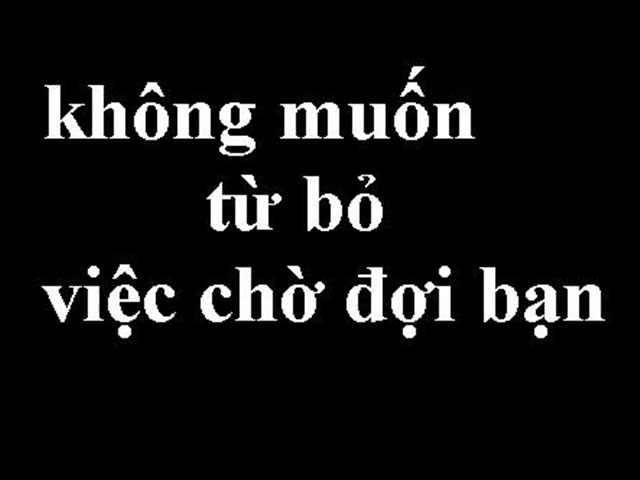 không muốn
từ bỏ
việc chờ đợi bạn